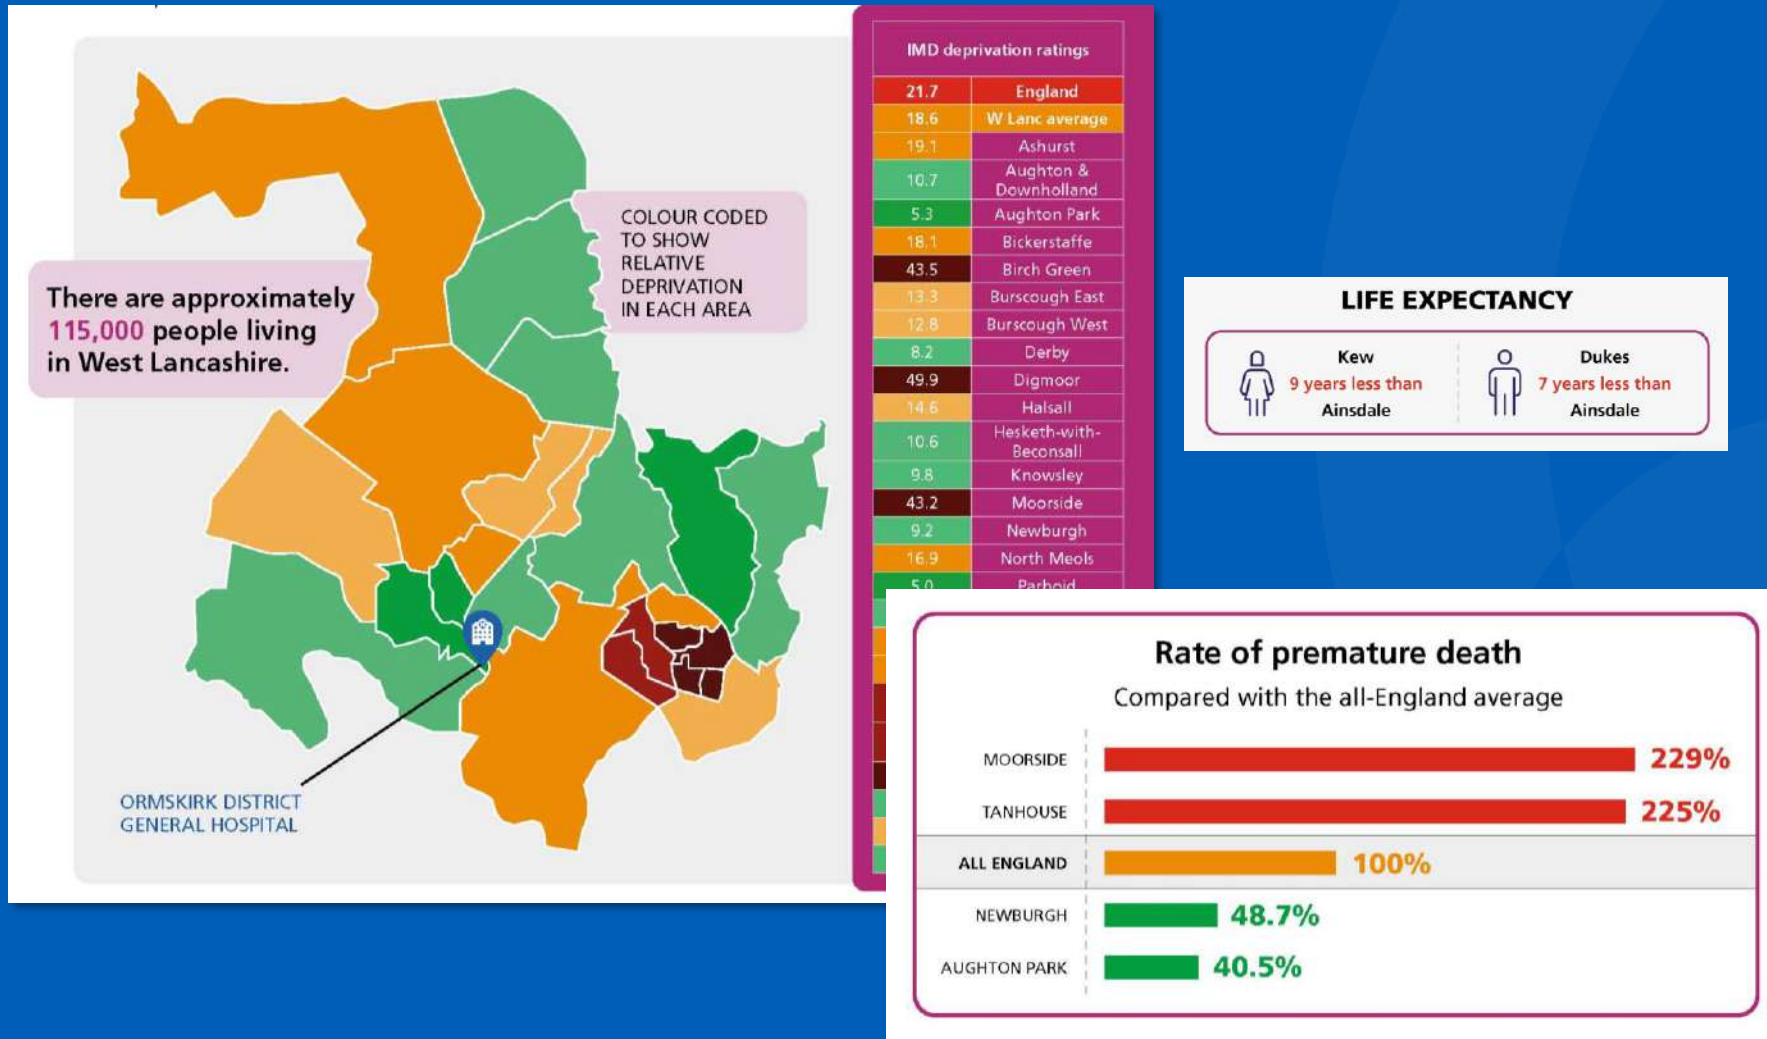 There are approximately
115,000 people living
in West Lancashire.
COLOUR CODED
TO SHOW
RELATIVE
DEPRIVATION
IN EACH AREA
ORMSKIRK DISTRICT
GENERAL HOSPITAL
IMD deprivation ratings
21.7 England
18.6 W Lanc average
19.1 Ashurst
10.7 Aughton &
Downholland
5.3 Aughton Park
18.1 Bickerstaffe
43.5 Birch Green
13.3 Burscough East
12.8 Burscough West
8.2 Derby
49.9 Digmoor
14.6 Halsall
10.6 Hesketh-with-
Beconsall
9.8 Knowsley
43.2 Moorside
9.2 Newburgh
16.9 North Meols
5.0 Parbold
LIFE EXPECTANCY
Kew
9 years less than
Ainsdale
Dukes
7 years less than
Ainsdale
Rate of premature death
Compared with the all-England average
MOORSIDE 229%
TANHOUSE 225%
ALL ENGLAND 100%
NEWBURGH 48.7%
AUGHTON PARK 40.5%